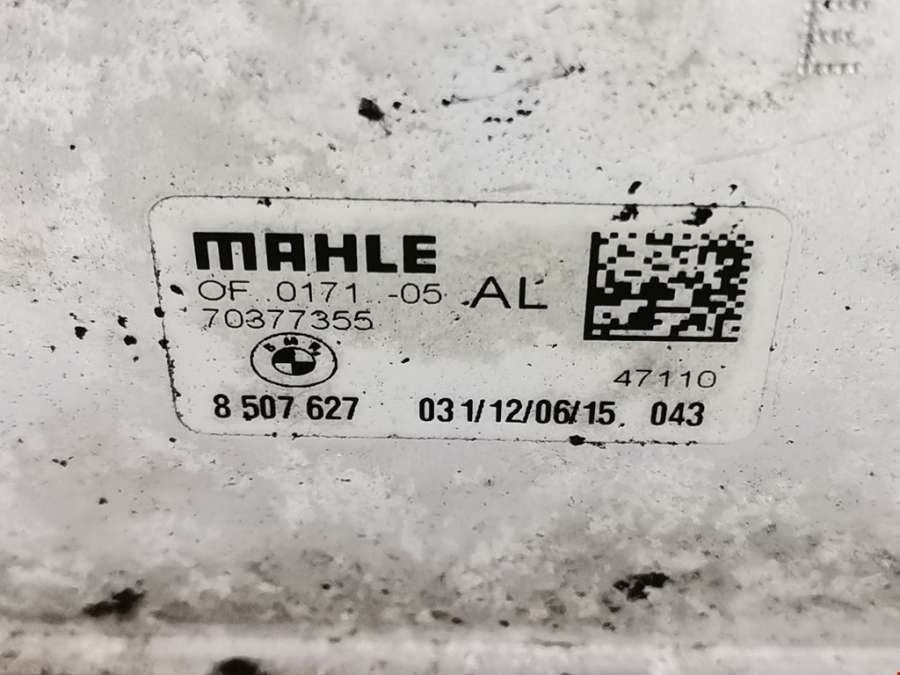 MAHLE
OF 0171 -05 AL
70377355
BMW
47110
8 507 627 031/12/06/15 043